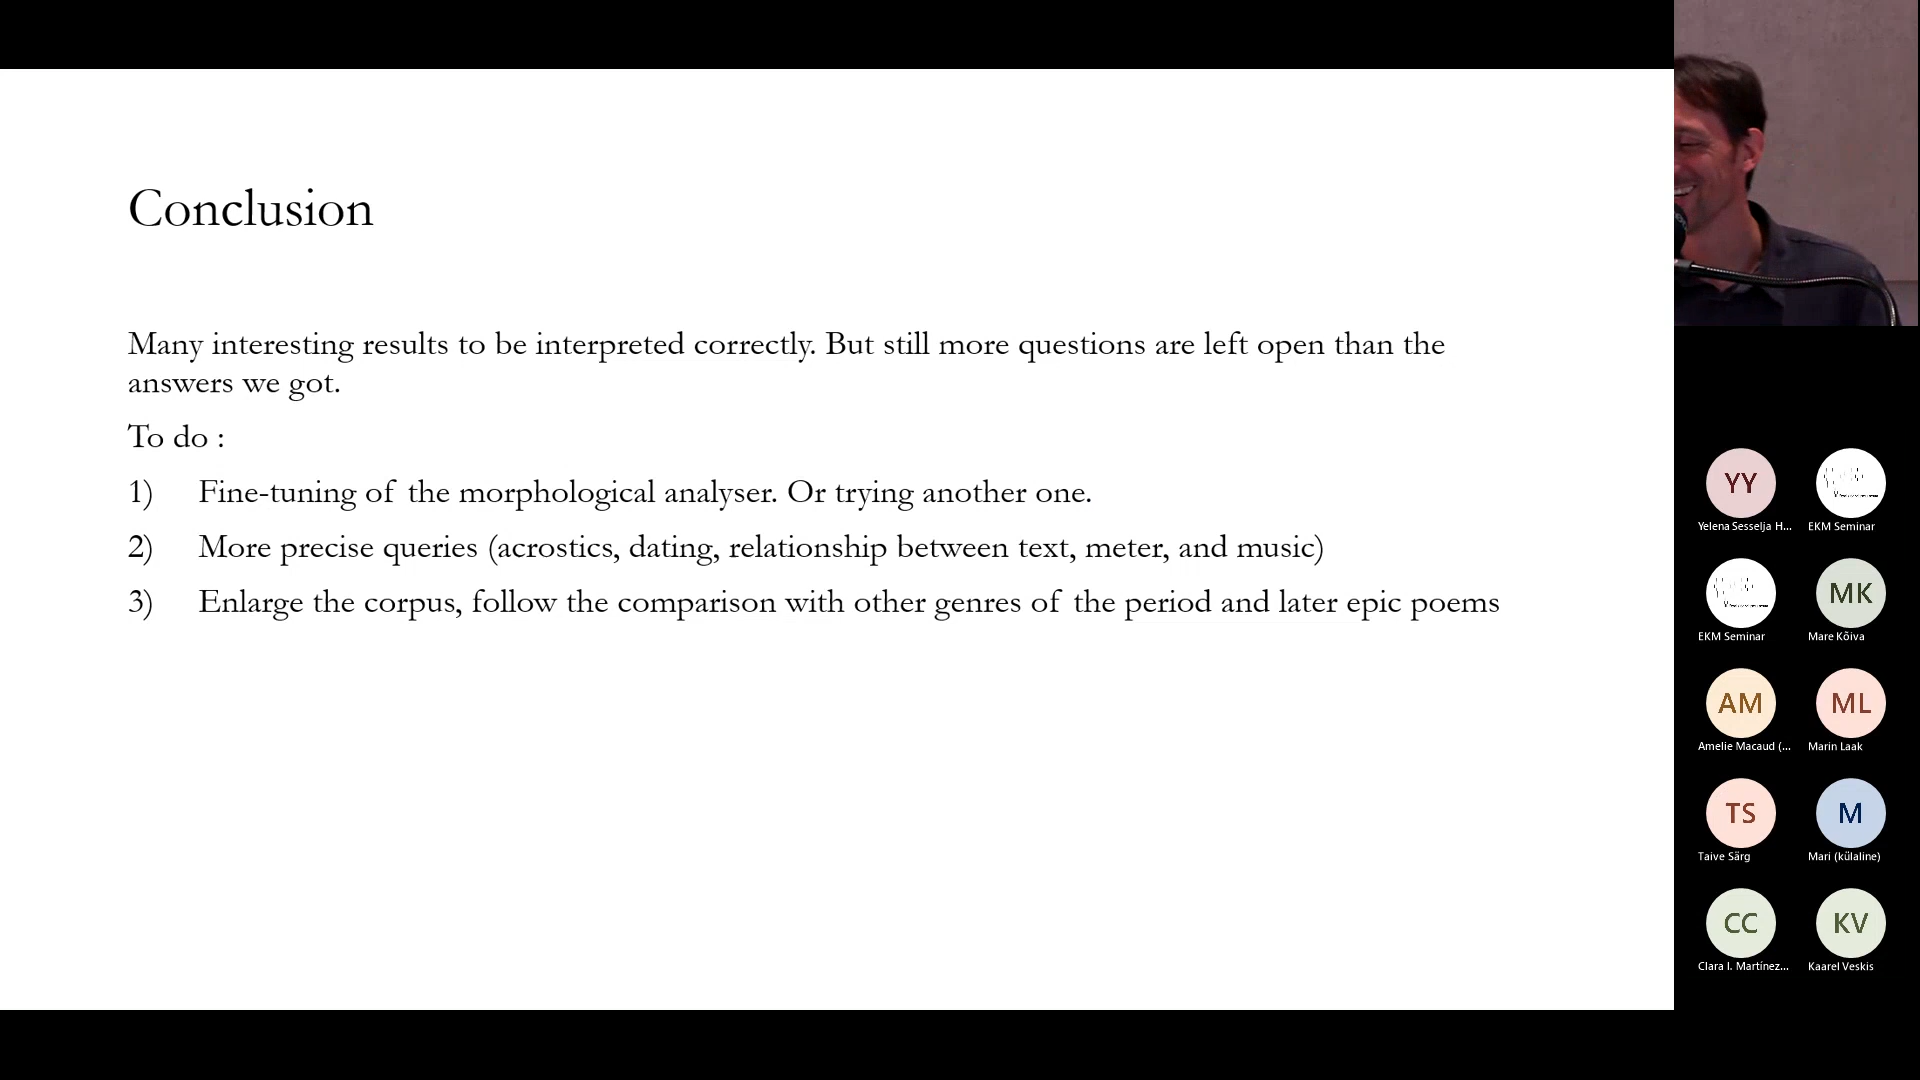 Conclusion
Many interesting results to be interpreted correctly. But still more questions are left open than the
answers we got.
To do :
1) Fine-tuning of the morphological analyser. Or trying another one.
2) More precise queries (acrostics, dating, relationship between text, meter, and music)
3) Enlarge the corpus, follow the comparison with other genres of the period and later epic poems
YY
Yelena Sesselja H...
EKM Seminar
EKM Seminar
MK
Mare Kõiva
AM
Amelie Macaud (...
ML
Marin Laak
TS
Taive Särg
M
Mari (külaline)
CC
Clara I. Martínez...
KV
Kaarel Veskis